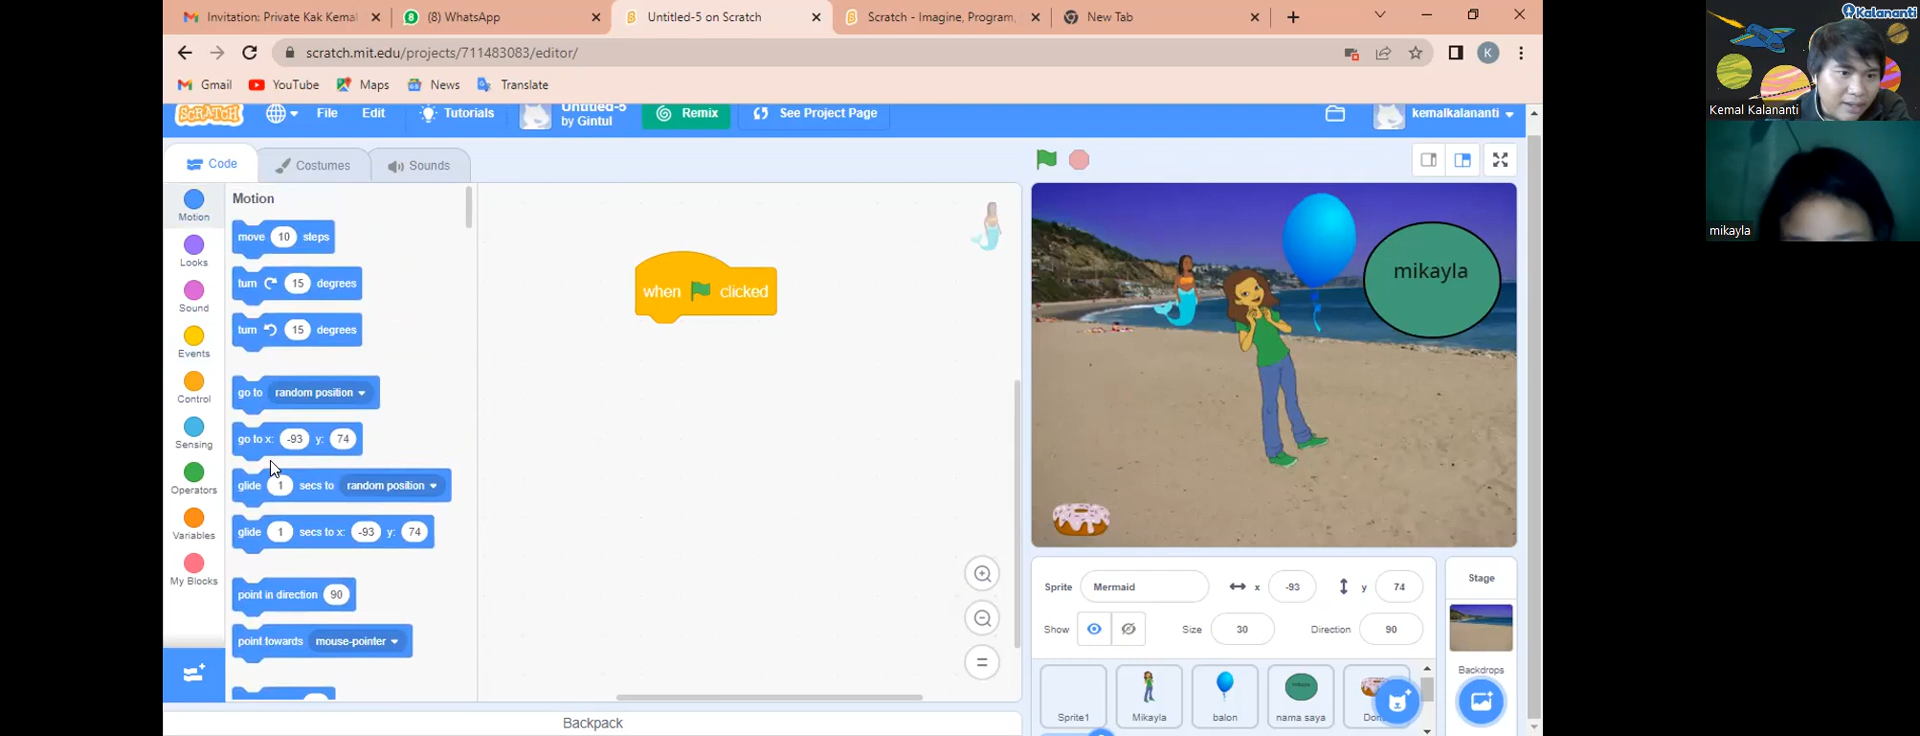 Invitation: Private Kak Kemal
(8) WhatsApp
Untitled-5 on Scratch
Scratch - Imagine, Program,
New Tab
scratch.mit.edu/projects/711483083/editor/
K
Gmail
YouTube
Maps
News
Translate
SCRATCH
File
Edit
Tutorials
Untitled-5
by Gintul
Remix
See Project Page
kemalkalananti
Code
Costumes
Sounds
Motion
Looks
Sound
Events
Control
Sensing
Operators
Variables
My Blocks
Motion
move 10 steps
turn 15 degrees
turn 15 degrees
go to random position
go to x: -93 y: 74
glide 1 secs to random position
glide 1 secs to x: -93 y: 74
point in direction 90
point towards mouse-pointer
when clicked
Backpack
mikayla
Sprite Mermaid x -93 y 74
Show Size 30 Direction 90
Sprite1
Mikayla
balon
nama saya
Stage
Backdrops
Kalananti
Kemal Kalananti
mikayla